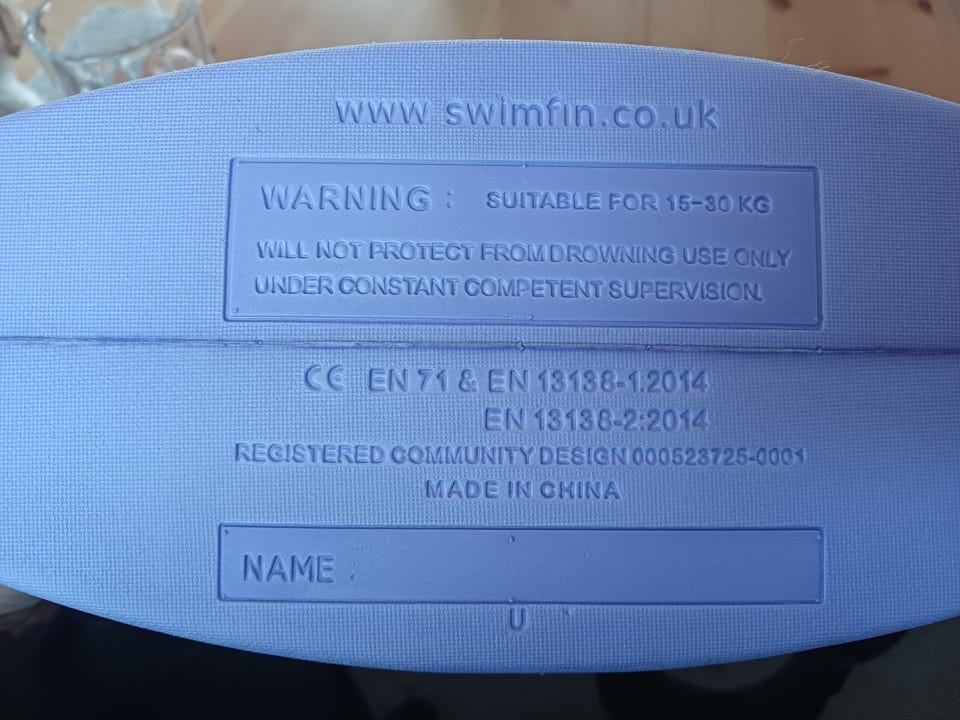 www swimfin.co.uk
WARNING : SUITABLE FOR 15-30 KG
WILL NOT PROTECT FROM DROWNING USE ONLY
UNDER CONSTANT COMPETENT SUPERVISION.
CE EN 71 & EN 13138-1:2014
EN 13138-2:2014
REGISTERED COMMUNITY DESIGN 000523725-0001
MADE IN CHINA
NAME :
U